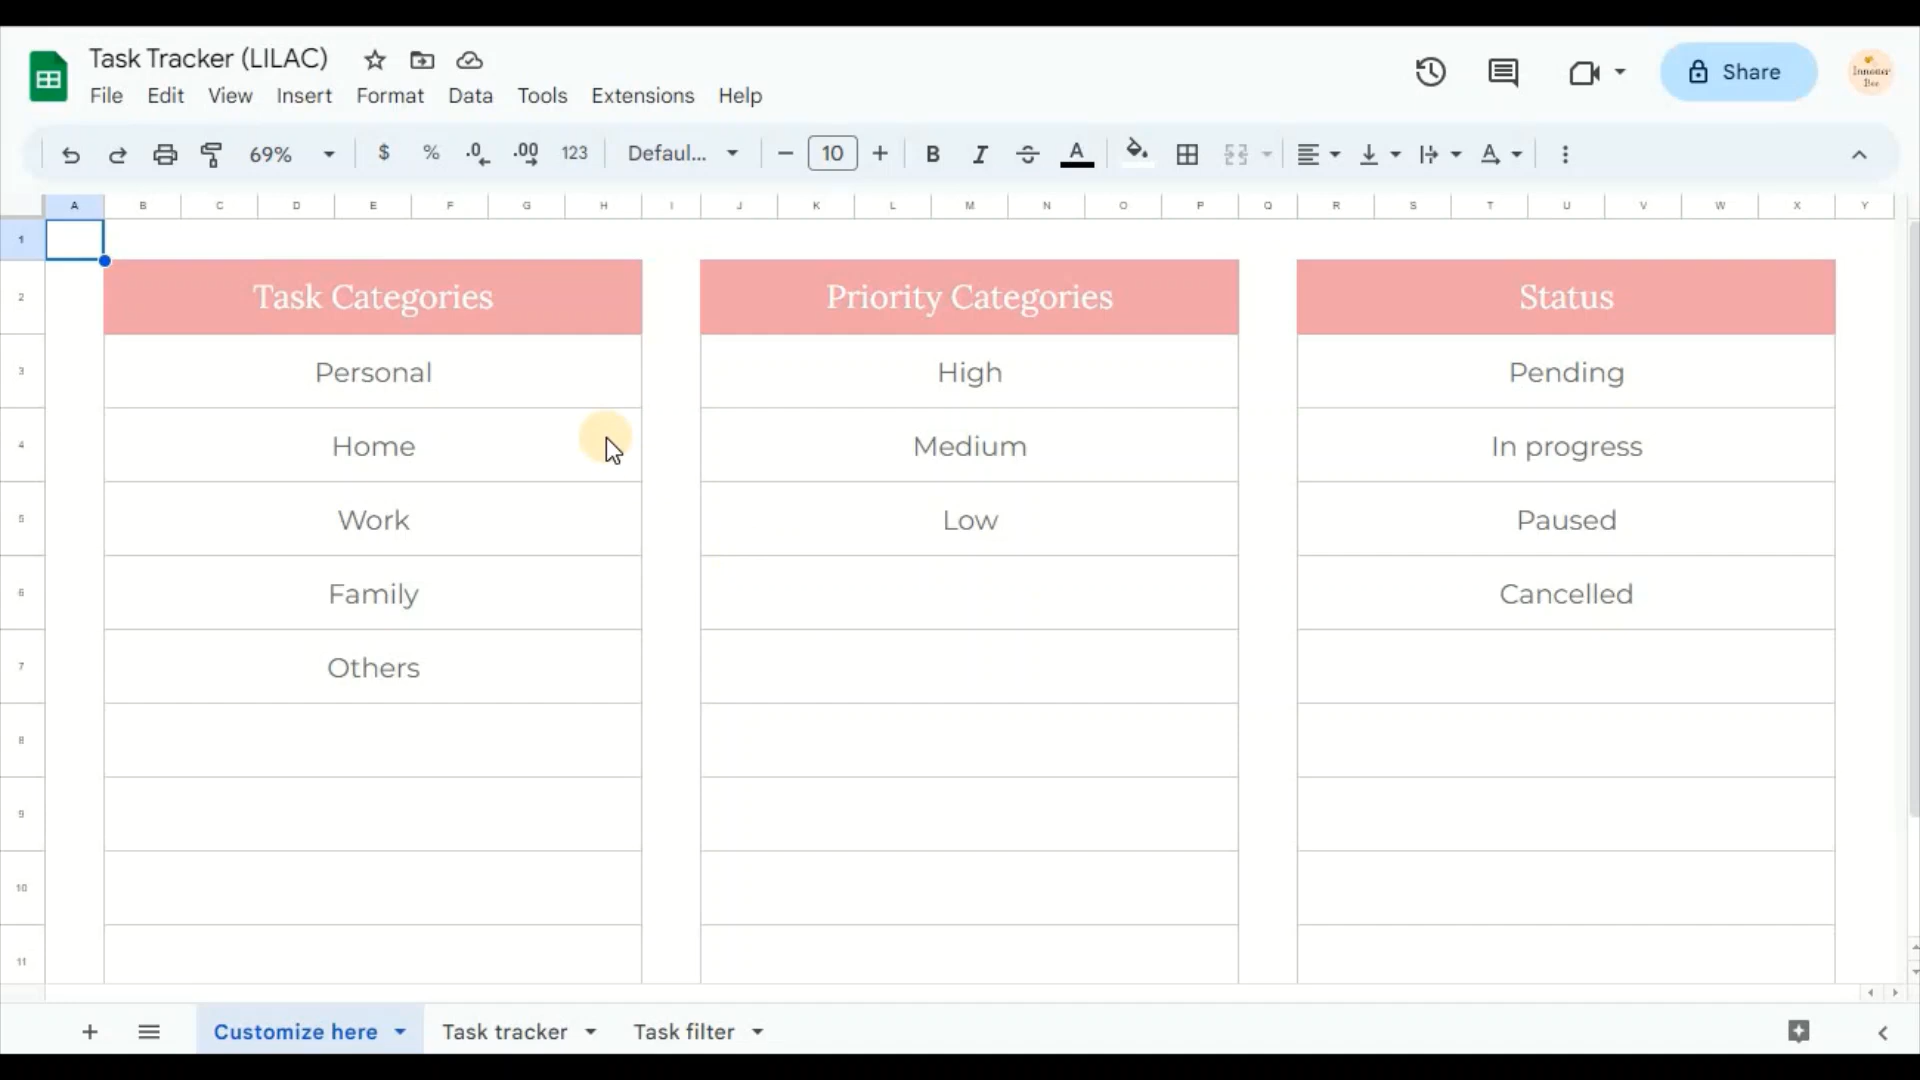 Task Tracker (LILAC)
File Edit View Insert Format Data Tools Extensions Help
Share
69% $ % .0 .00 123 Defaul... 10 B I A A
A B C D E F G H I J K L M N O P Q R S T U V W X Y
1
2 Task Categories Priority Categories Status
3 Personal High Pending
4 Home Medium In progress
5 Work Low Paused
6 Family Cancelled
7 Others
8
9
10
11
Customize here Task tracker Task filter